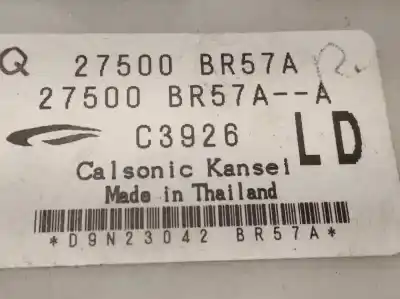 Q 27500 BR57A
27500 BR57A--A
C3926 LD
Calsonic Kansei
Made in Thailand
*D9N23042 BR57A*